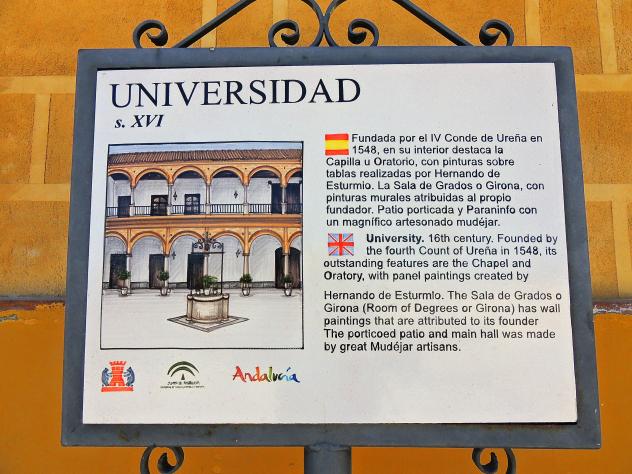 UNIVERSIDAD
s. XVI
Fundada por el IV Conde de Ureña en
1548, en su interior destaca la
Capilla u Oratorio, con pinturas sobre
tablas realizadas por Hernando de
Esturmio. La Sala de Grados o Girona, con
pinturas murales atribuidas al propio
fundador. Patio porticada y Paraninfo con
un magnífico artesonado mudéjar.
University. 16th century. Founded by
the fourth Count of Ureña in 1548, its
outstanding features are the Chapel and
Oratory, with panel paintings created by
Hernando de Esturmio. The Sala de Grados o
Girona (Room of Degrees or Girona) has wall
paintings that are attributed to its founder
The porticoed patio and main hall was made
by great Mudéjar artisans.
Andalucía